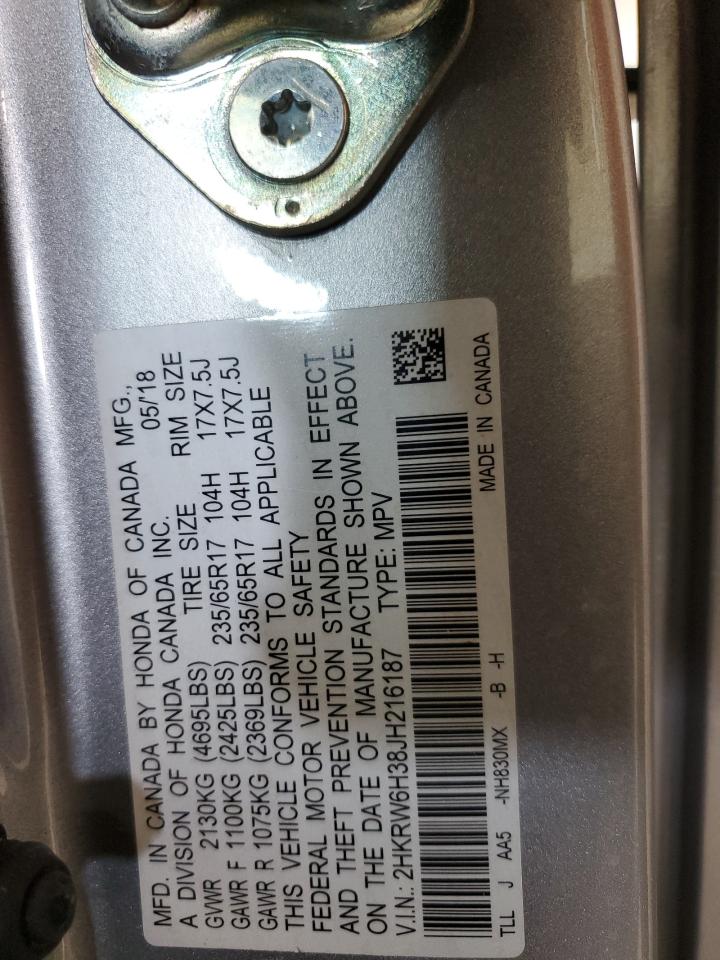 MFD. IN CANADA BY HONDA OF CANADA MFG.,
A DIVISION OF HONDA CANADA INC. 05/'18
GVWR 2130KG (4695LBS) TIRE SIZE RIM SIZE
GAWR F 1100KG (2425LBS) 235/65R17 104H 17X7.5J
GAWR R 1075KG (2369LBS) 235/65R17 104H 17X7.5J
THIS VEHICLE CONFORMS TO ALL APPLICABLE
FEDERAL MOTOR VEHICLE SAFETY
AND THEFT PREVENTION STANDARDS IN EFFECT
ON THE DATE OF MANUFACTURE SHOWN ABOVE.
V.I.N.: 2HKRW6H38JH216187 TYPE: MPV
TLL J AA5 -NH830MX -B -H MADE IN CANADA